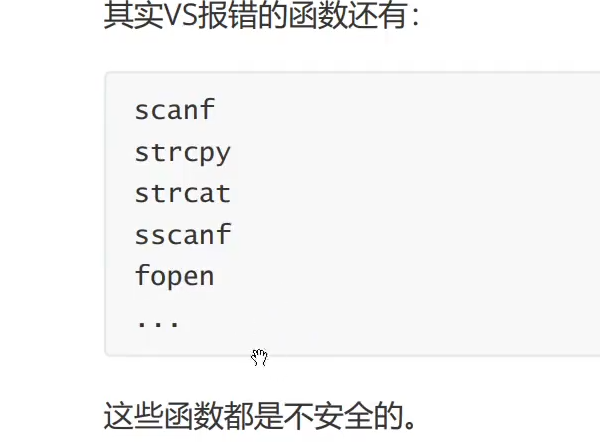 其实VS报错的函数还有：
scanf
strcpy
strcat
sscanf
fopen
...
这些函数都是不安全的。